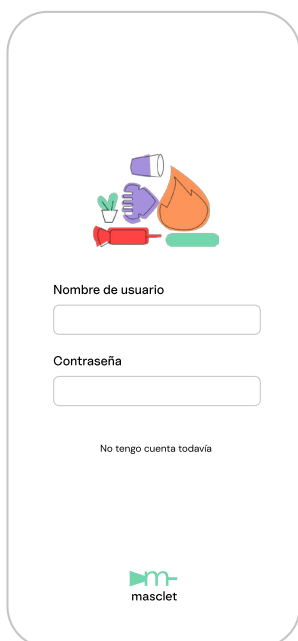 Nombre de usuario
Contraseña
No tengo cuenta todavía
m-
masclet